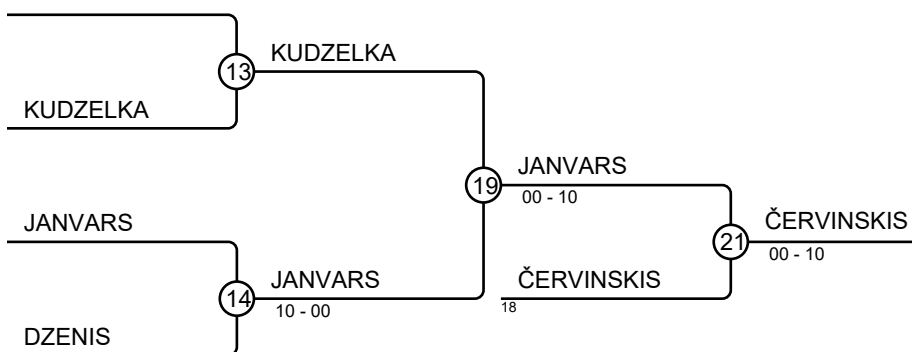 KUDZELKA
13
KUDZELKA
JANVARS
19
00 - 10
JANVARS
ČERVINSKIS
21
00 - 10
JANVARS
14
10 - 00
ČERVINSKIS
18
DZENIS